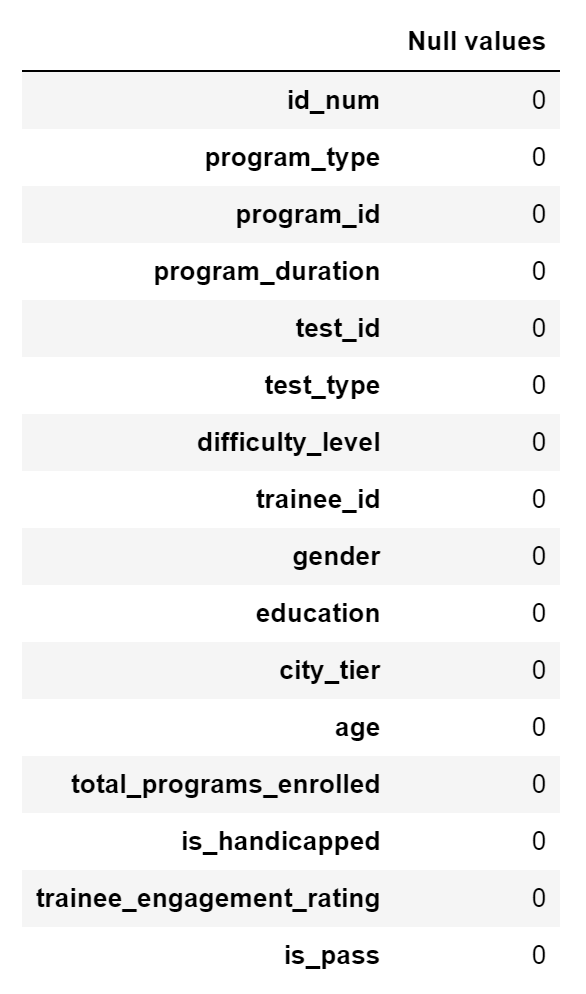 Null values
id_num 0
program_type 0
program_id 0
program_duration 0
test_id 0
test_type 0
difficulty_level 0
trainee_id 0
gender 0
education 0
city_tier 0
age 0
total_programs_enrolled 0
is_handicapped 0
trainee_engagement_rating 0
is_pass 0